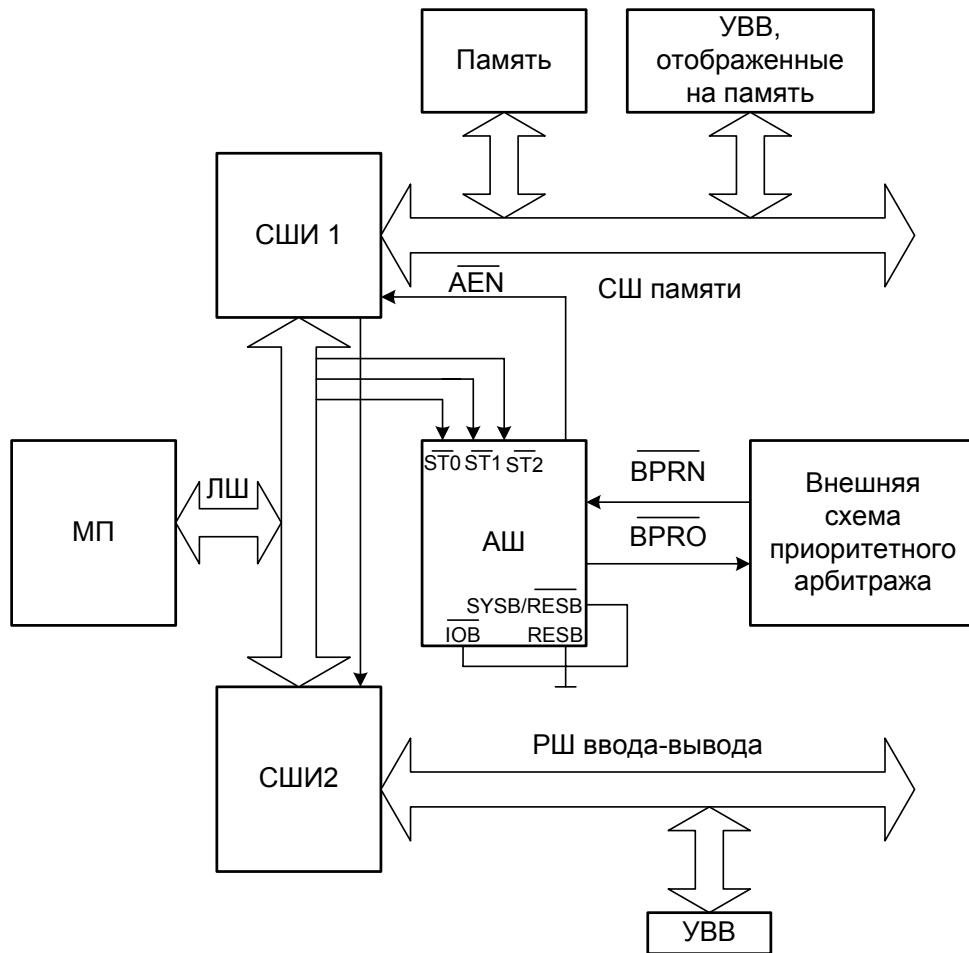 Память
УВВ,
отображенные
на память
СШИ 1
AEN
СШ памяти
ST0 ST1 ST2
BPRN
Внешняя
схема
приоритетного
арбитража
ЛШ
МП
АШ
BPRO
SYSB/RESB
IOB RESB
СШИ2
РШ ввода-вывода
УВВ